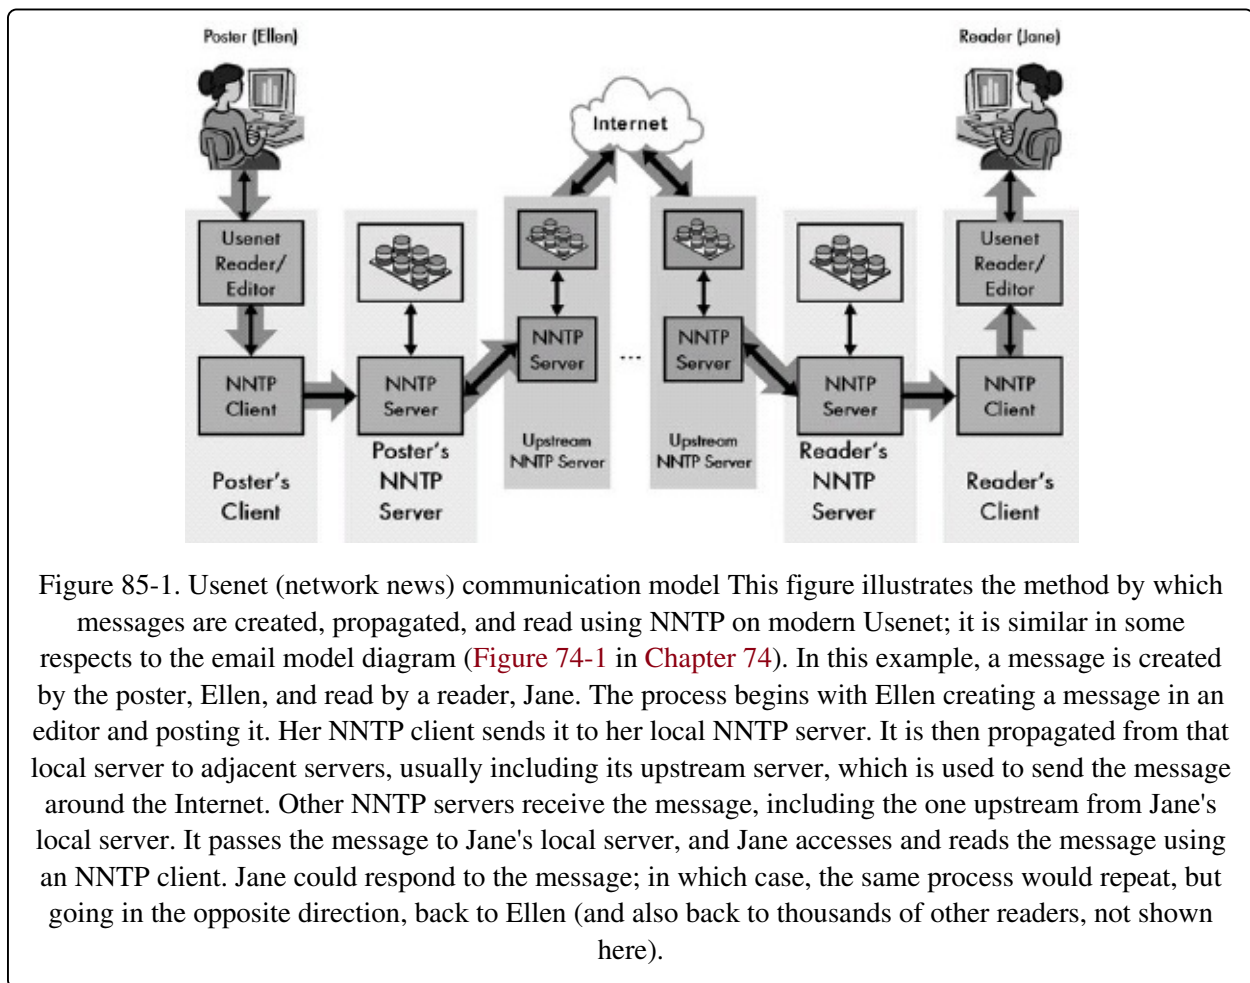 Poster (Ellen)
Reader (Jane)
Internet
Usenet
Reader/
Editor
Usenet
Reader/
Editor
NNTP
Server
...
NNTP
Server
NNTP
Client
NNTP
Server
NNTP
Server
NNTP
Client
Poster's
Client
Poster's
NNTP
Server
Upstream
NNTP Server
Upstream
NNTP Server
Reader's
NNTP
Server
Reader's
Client
Figure 85-1. Usenet (network news) communication model This figure illustrates the method by which
messages are created, propagated, and read using NNTP on modern Usenet; it is similar in some
respects to the email model diagram (Figure 74-1 in Chapter 74). In this example, a message is created
by the poster, Ellen, and read by a reader, Jane. The process begins with Ellen creating a message in an
editor and posting it. Her NNTP client sends it to her local NNTP server. It is then propagated from that
local server to adjacent servers, usually including its upstream server, which is used to send the message
around the Internet. Other NNTP servers receive the message, including the one upstream from Jane's
local server. It passes the message to Jane's local server, and Jane accesses and reads the message using
an NNTP client. Jane could respond to the message; in which case, the same process would repeat, but
going in the opposite direction, back to Ellen (and also back to thousands of other readers, not shown
here).